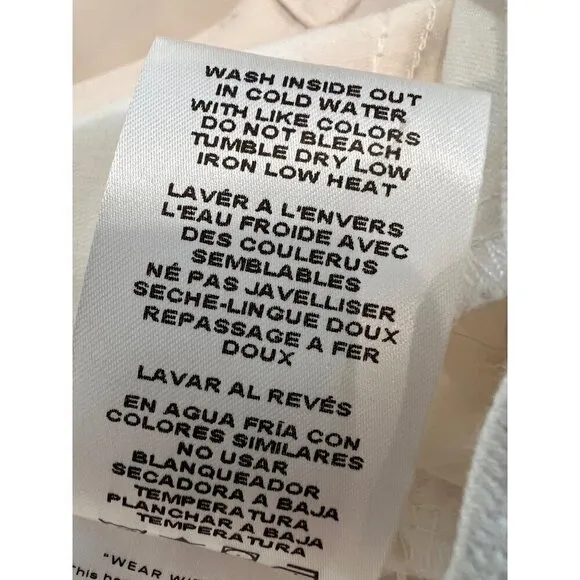 WASH INSIDE OUT
IN COLD WATER
WITH LIKE COLORS
DO NOT BLEACH
TUMBLE DRY LOW
IRON LOW HEAT
LAVÉR A L'ENVERS
L'EAU FROIDE AVEC
DES COULERUS
SEMBLABLES
NÉ PAS JAVELLISER
SECHE-LINGUE DOUX
REPASSAGE A FER
DOUX
LAVAR AL REVÉS
EN AGUA FRÍA CON
COLORES SIMILARES
NO USAR
BLANQUEADOR
SECADORA A BAJA
TEMPERATURA
PLANCHAR A BAJA
TEMPERATURA
"WEAR
this